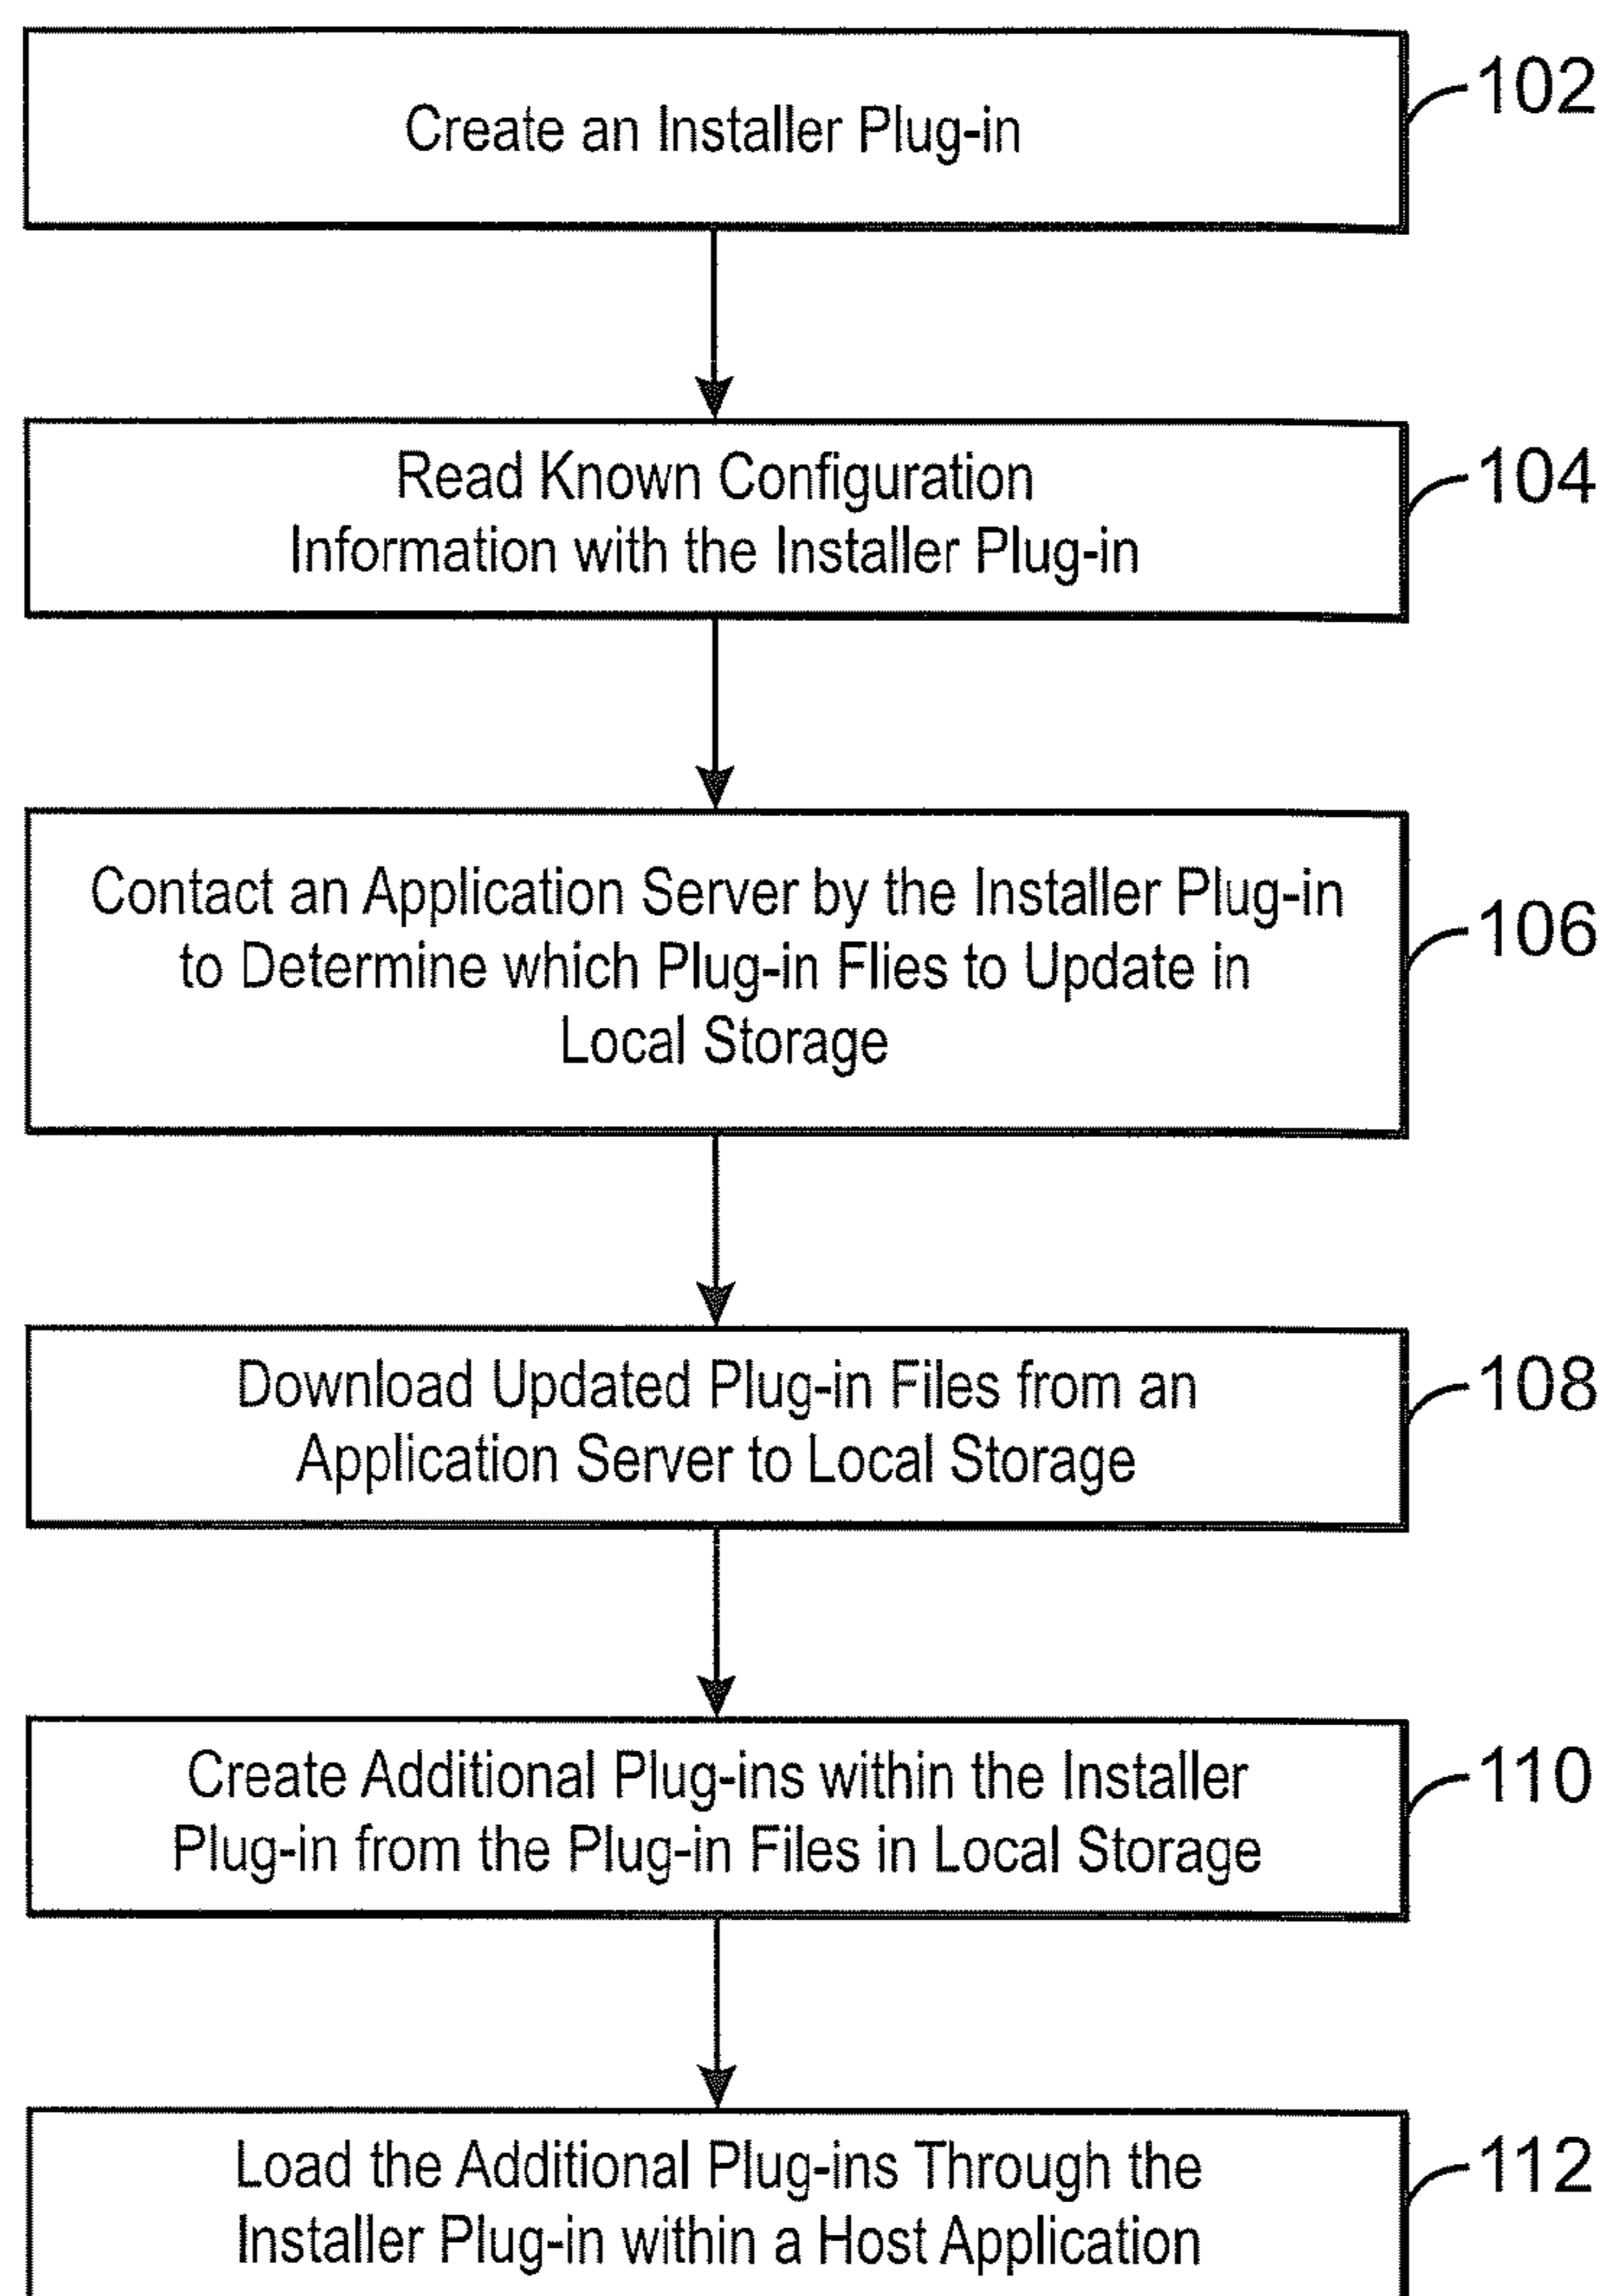 Create an Installer Plug-in
102
Read Known Configuration
Information with the Installer Plug-in
104
Contact an Application Server by the Installer Plug-in
to Determine which Plug-in Flies to Update in
Local Storage
106
Download Updated Plug-in Files from an
Application Server to Local Storage
108
Create Additional Plug-ins within the Installer
Plug-in from the Plug-in Files in Local Storage
110
Load the Additional Plug-ins Through the
Installer Plug-in within a Host Application
112